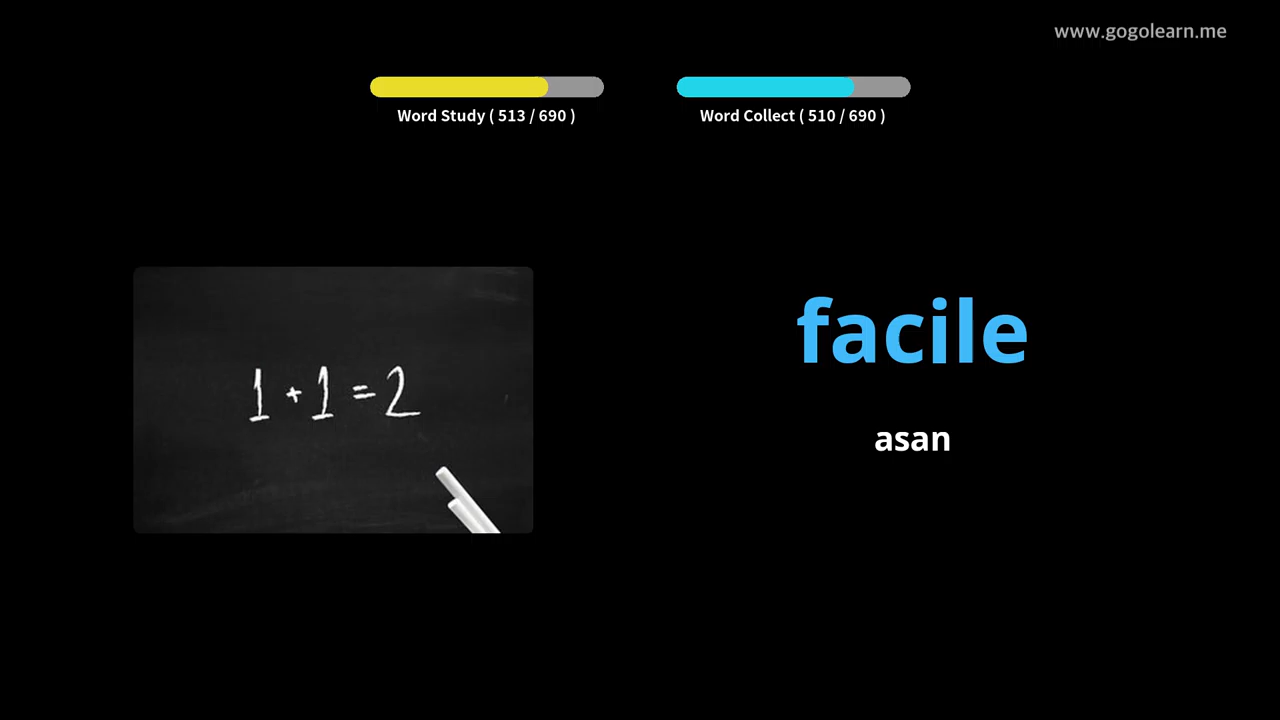 www.gogolearn.me
Word Study ( 513 / 690 )
Word Collect ( 510 / 690 )
1 + 1 = 2
facile
asan